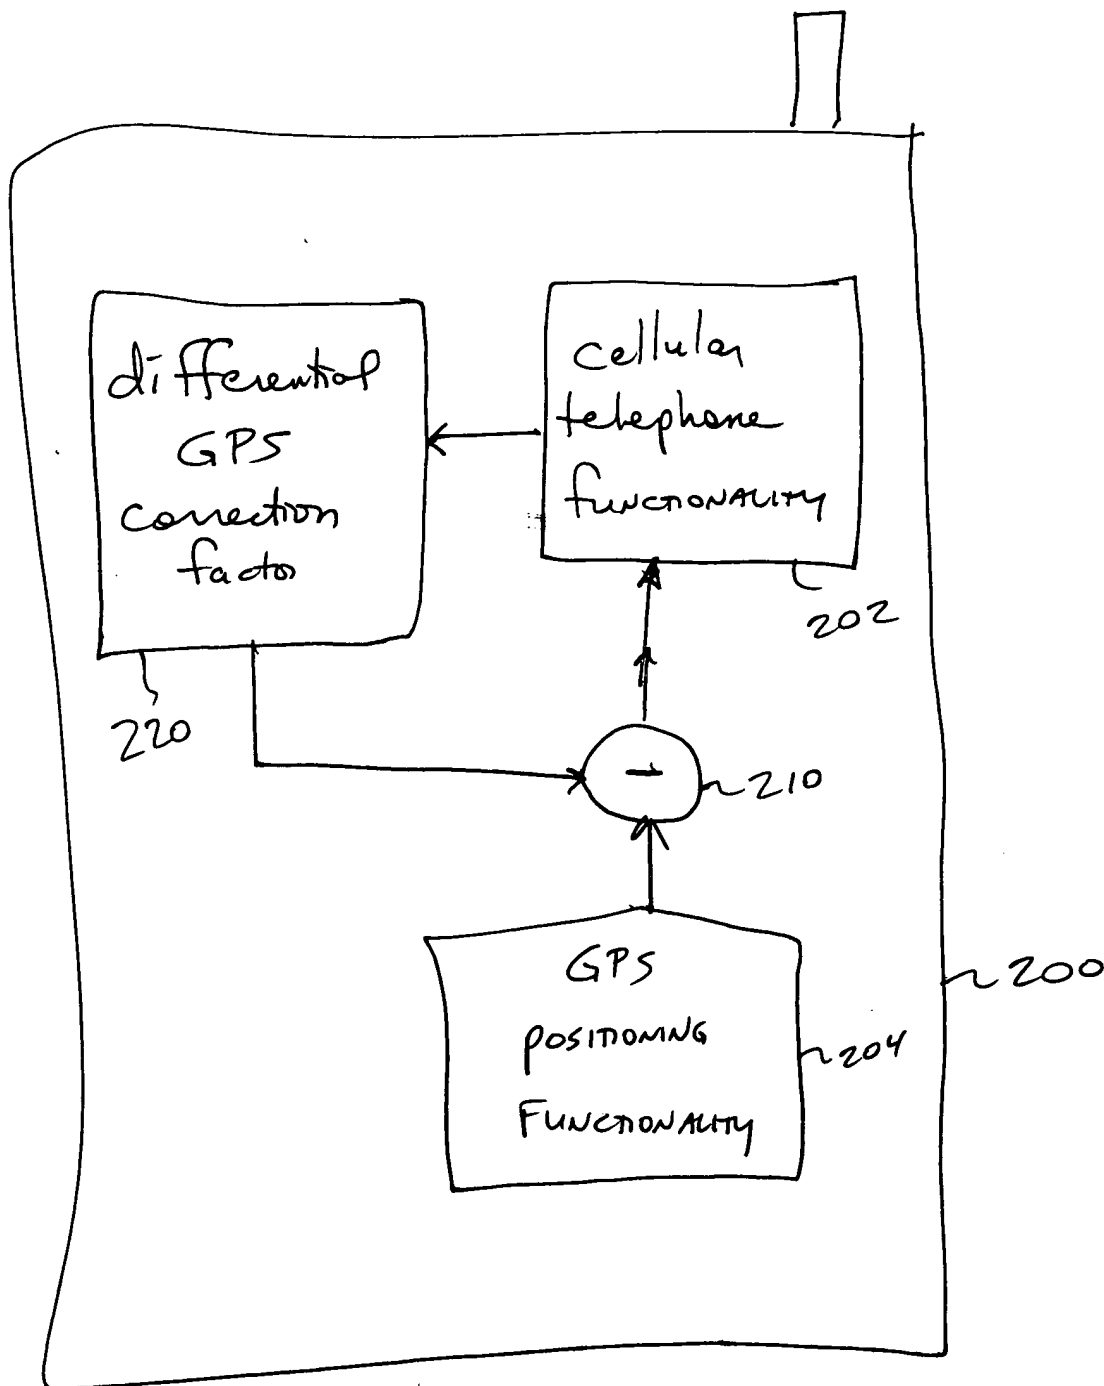 differential
GPS
correction
factor
220
cellular
telephone
functionality
202
-
210
GPS
positioning
functionality
204
200